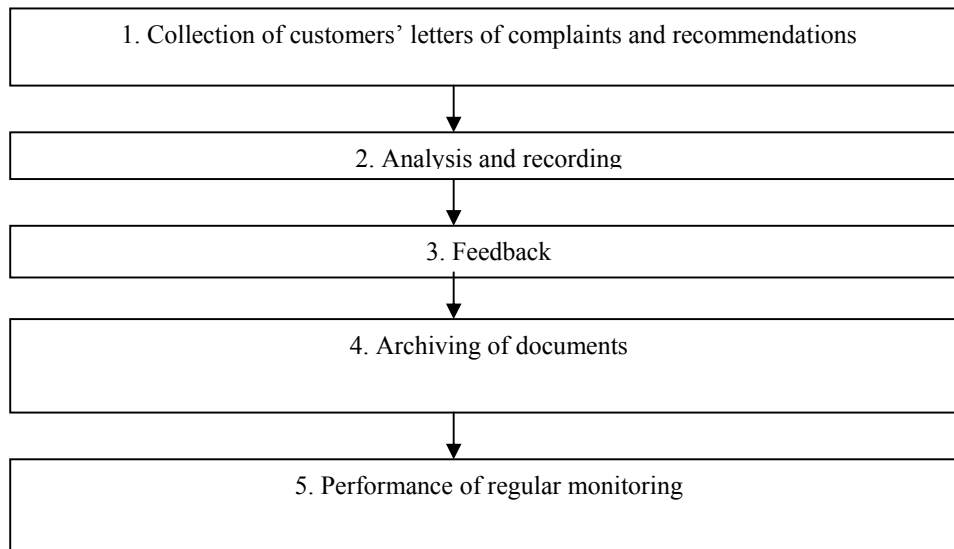 1. Collection of customers’ letters of complaints and recommendations
2. Analysis and recording
3. Feedback
4. Archiving of documents
5. Performance of regular monitoring